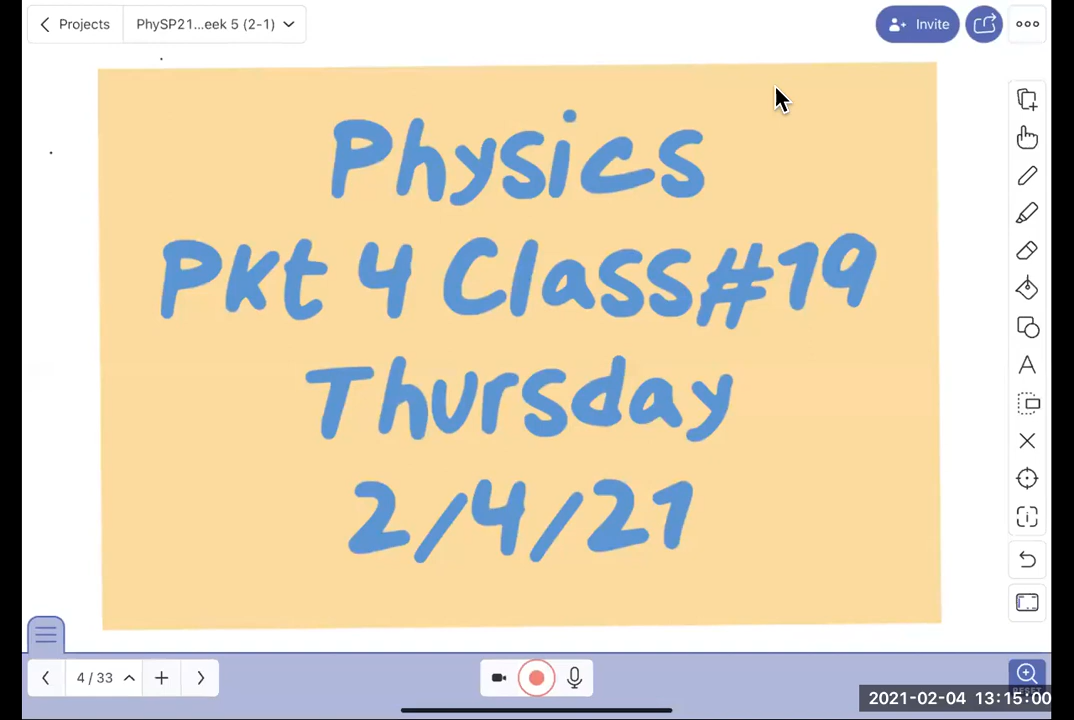 Projects
PhySP21...eek 5 (2-1)
Invite
Physics
Pkt 4 Class#19
Thursday
2/4/21
A
4 / 33
2021-02-04 13:15:00